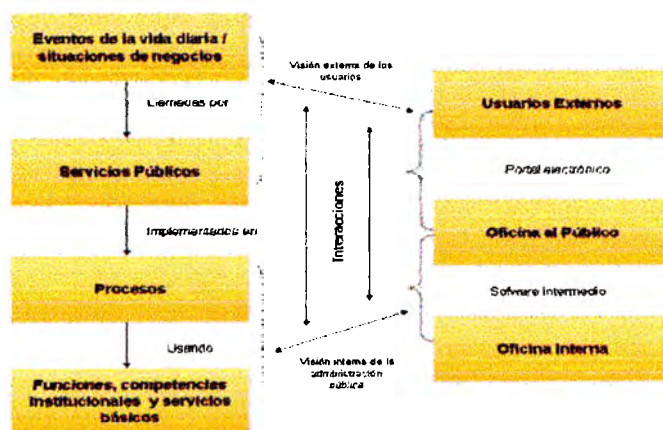 Eventos de la vida diaria /
situaciones de negocios
Llamadas por
Servicios Públicos
Implementados en
Procesos
Usando
Funciones, competencias
institucionales y servicios
básicos
Visión externa de los
usuarios
Interacciones
Visión interna de la
administración
pública
Usuarios Externos
Portal electrónico
Oficina al Público
Software Intermedio
Oficina Interna